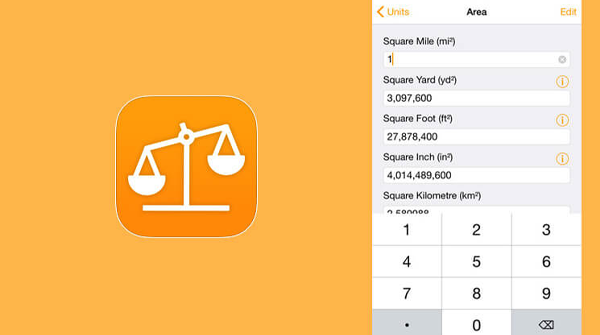 Units
Area
Edit
Square Mile (mi²)
1
Square Yard (yd²)
3,097,600
Square Foot (ft²)
27,878,400
Square Inch (in²)
4,014,489,600
Square Kilometre (km²)
1 2 3
4 5 6
7 8 9
. 0